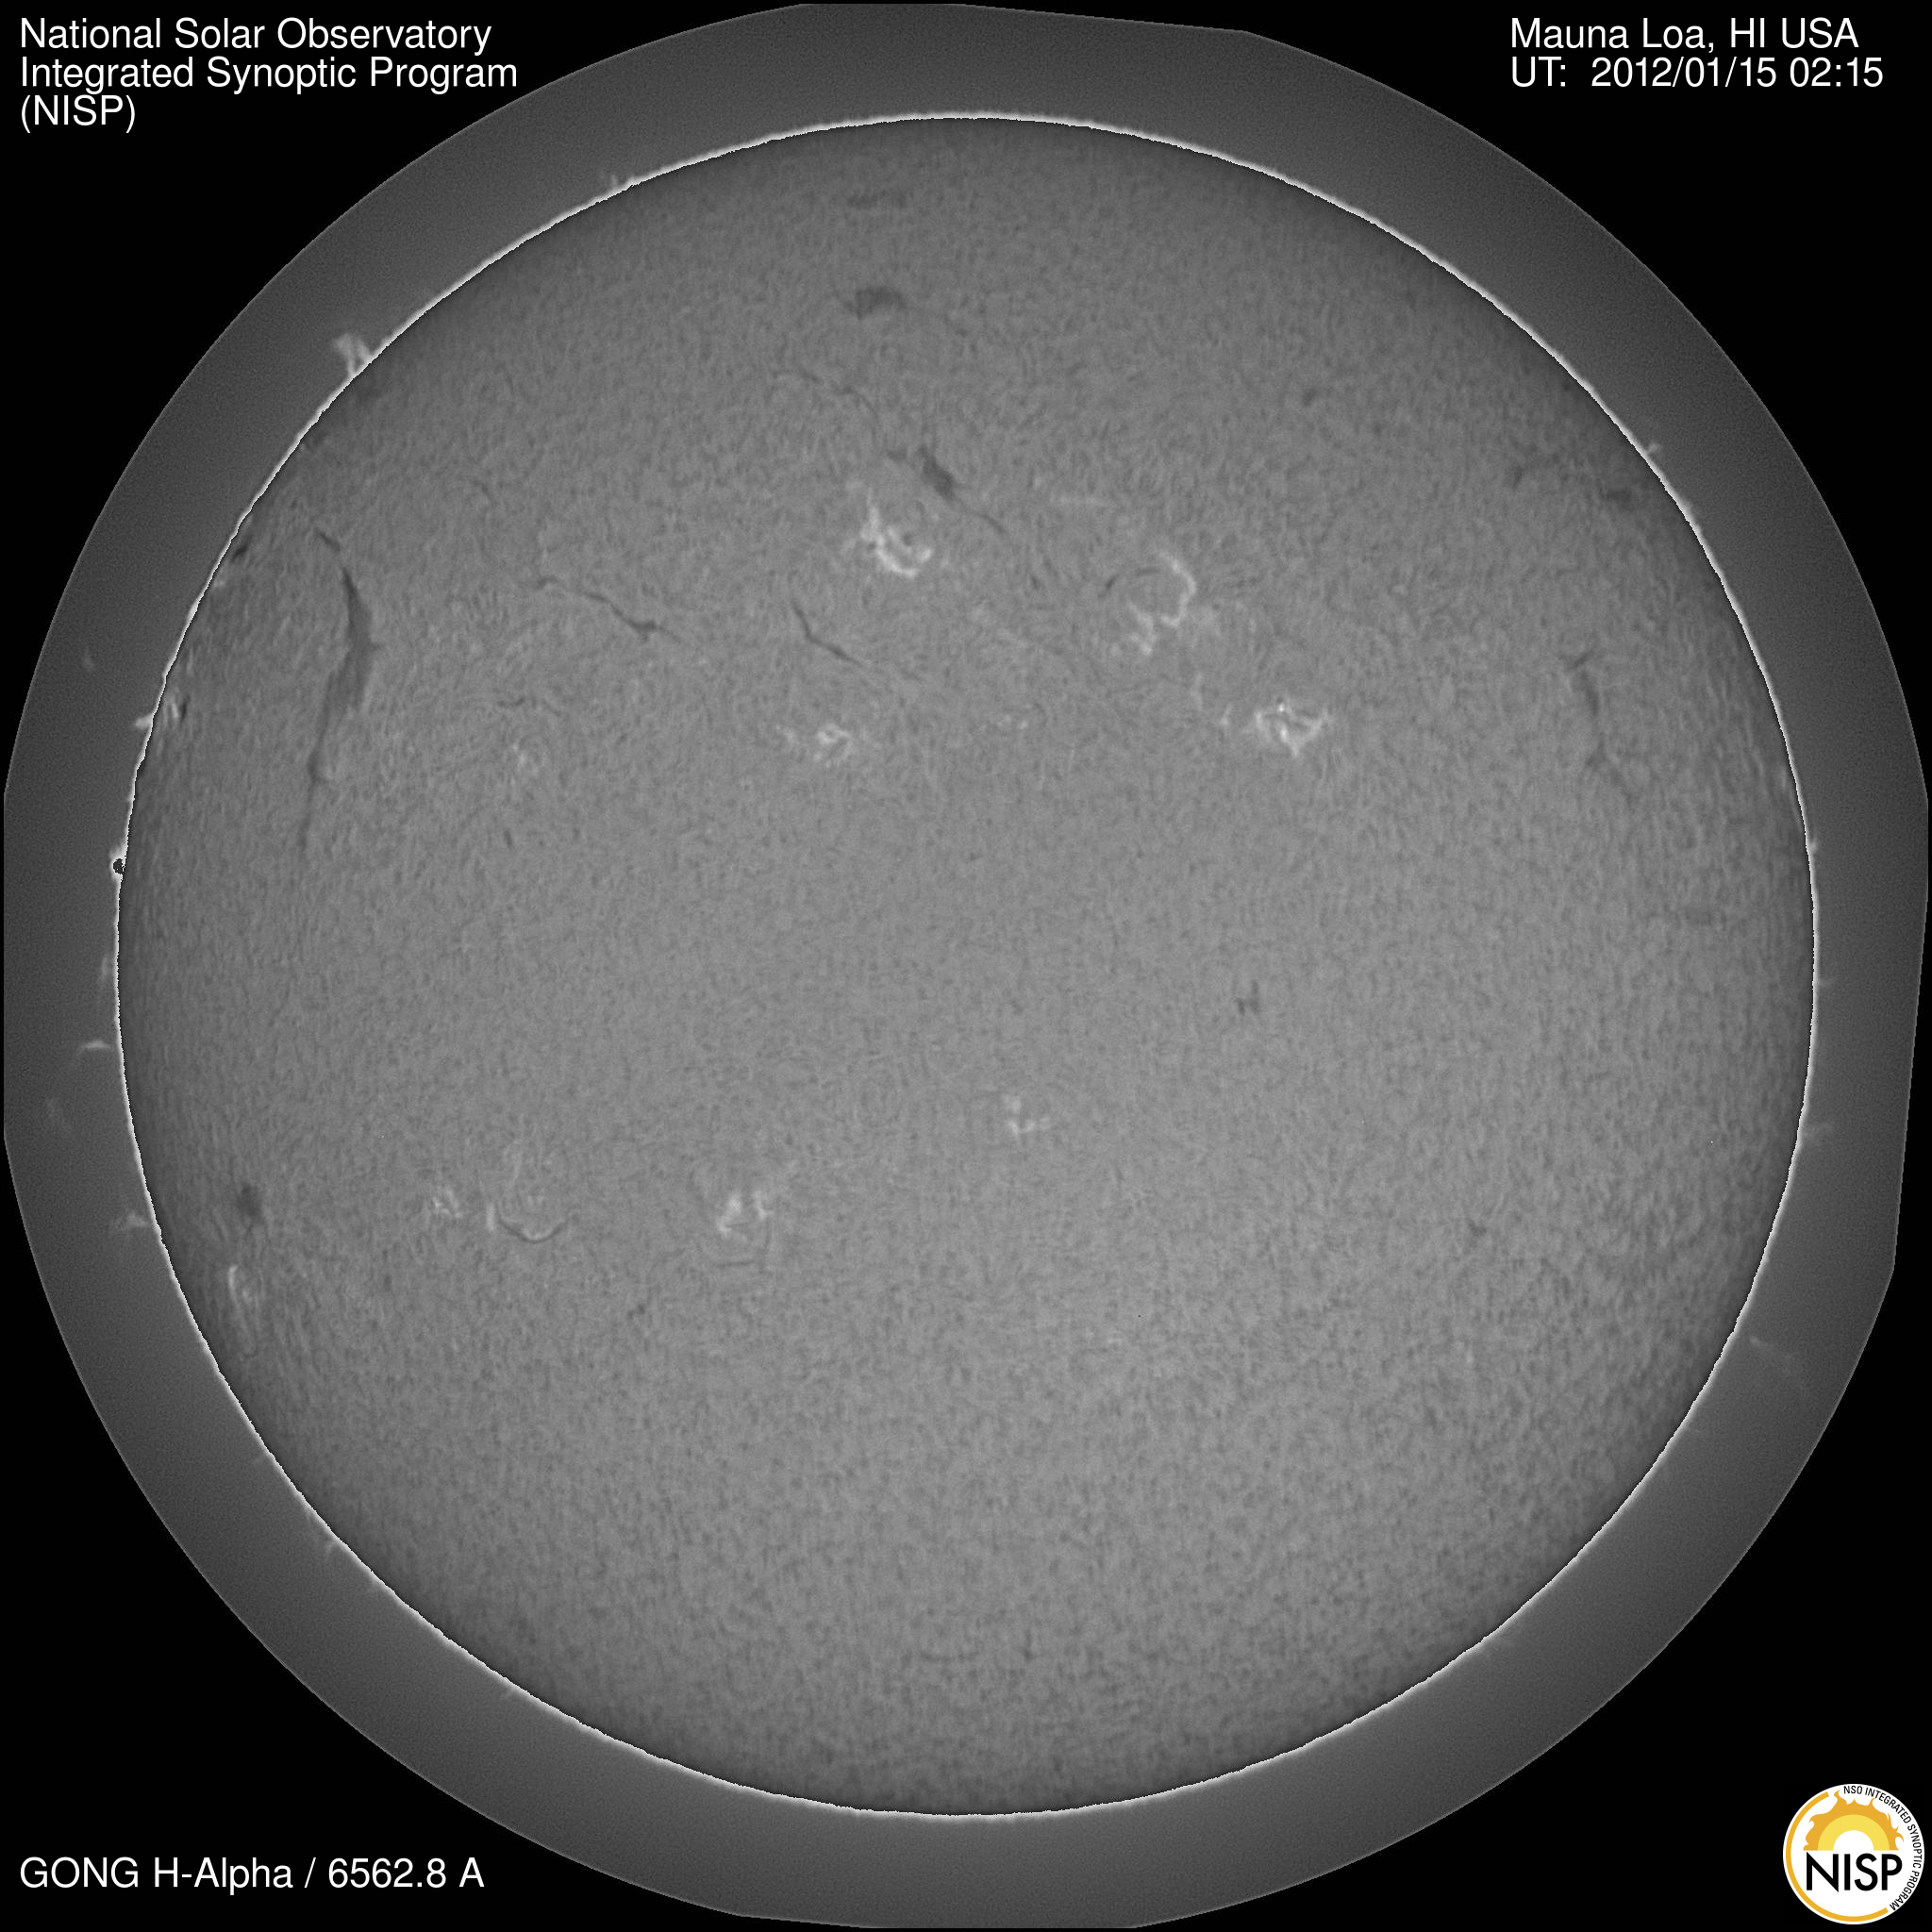 National Solar Observatory
Integrated Synoptic Program
(NISP)
Mauna Loa, HI USA
UT: 2012/01/15 02:15
GONG H-Alpha / 6562.8 A
NSO INTEGRATED SYNOPTIC PROGRAM
NISP